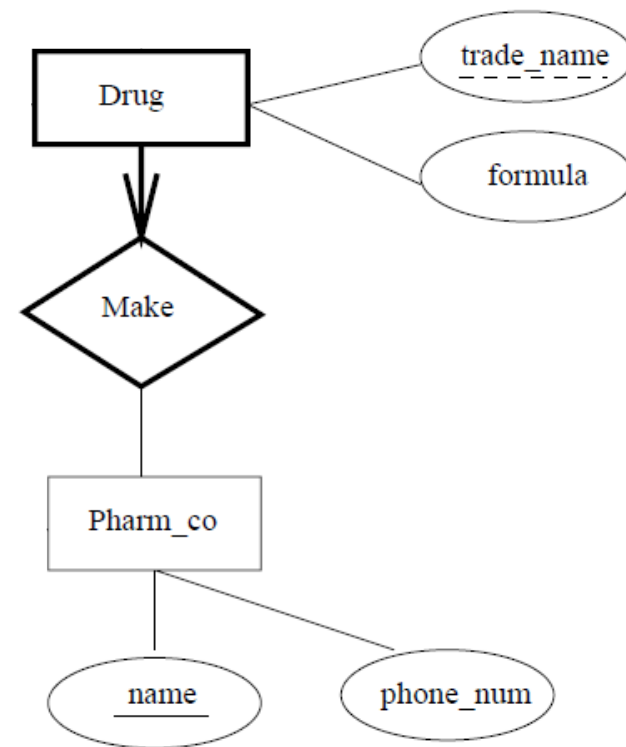 trade_name
Drug
formula
Make
Pharm_co
name
phone_num